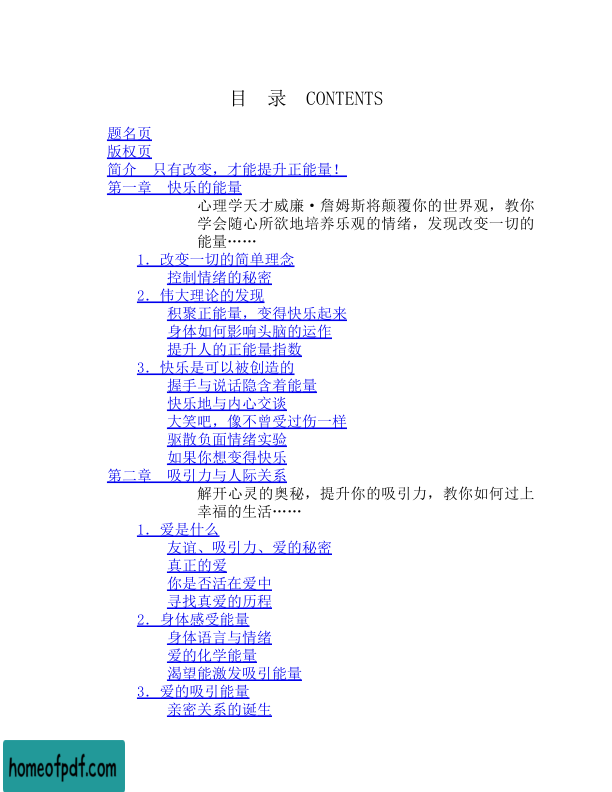 目　录　CONTENTS
题名页
版权页
简介　只有改变，才能提升正能量！
第一章　快乐的能量
心理学天才威廉·詹姆斯将颠覆你的世界观，教你
学会随心所欲地培养乐观的情绪，发现改变一切的
能量……
1．改变一切的简单理念
控制情绪的秘密
2．伟大理论的发现
积聚正能量，变得快乐起来
身体如何影响头脑的运作
提升人的正能量指数
3．快乐是可以被创造的
握手与说话隐含着能量
快乐地与内心交谈
大笑吧，像不曾受过伤一样
驱散负面情绪实验
如果你想变得快乐
第二章　吸引力与人际关系
解开心灵的奥秘，提升你的吸引力，教你如何过上
幸福的生活……
1．爱是什么
友谊、吸引力、爱的秘密
真正的爱
你是否活在爱中
寻找真爱的历程
2．身体感受能量
身体语言与情绪
爱的化学能量
渴望能激发吸引能量
3．爱的吸引能量
亲密关系的诞生
homeofpdf.com